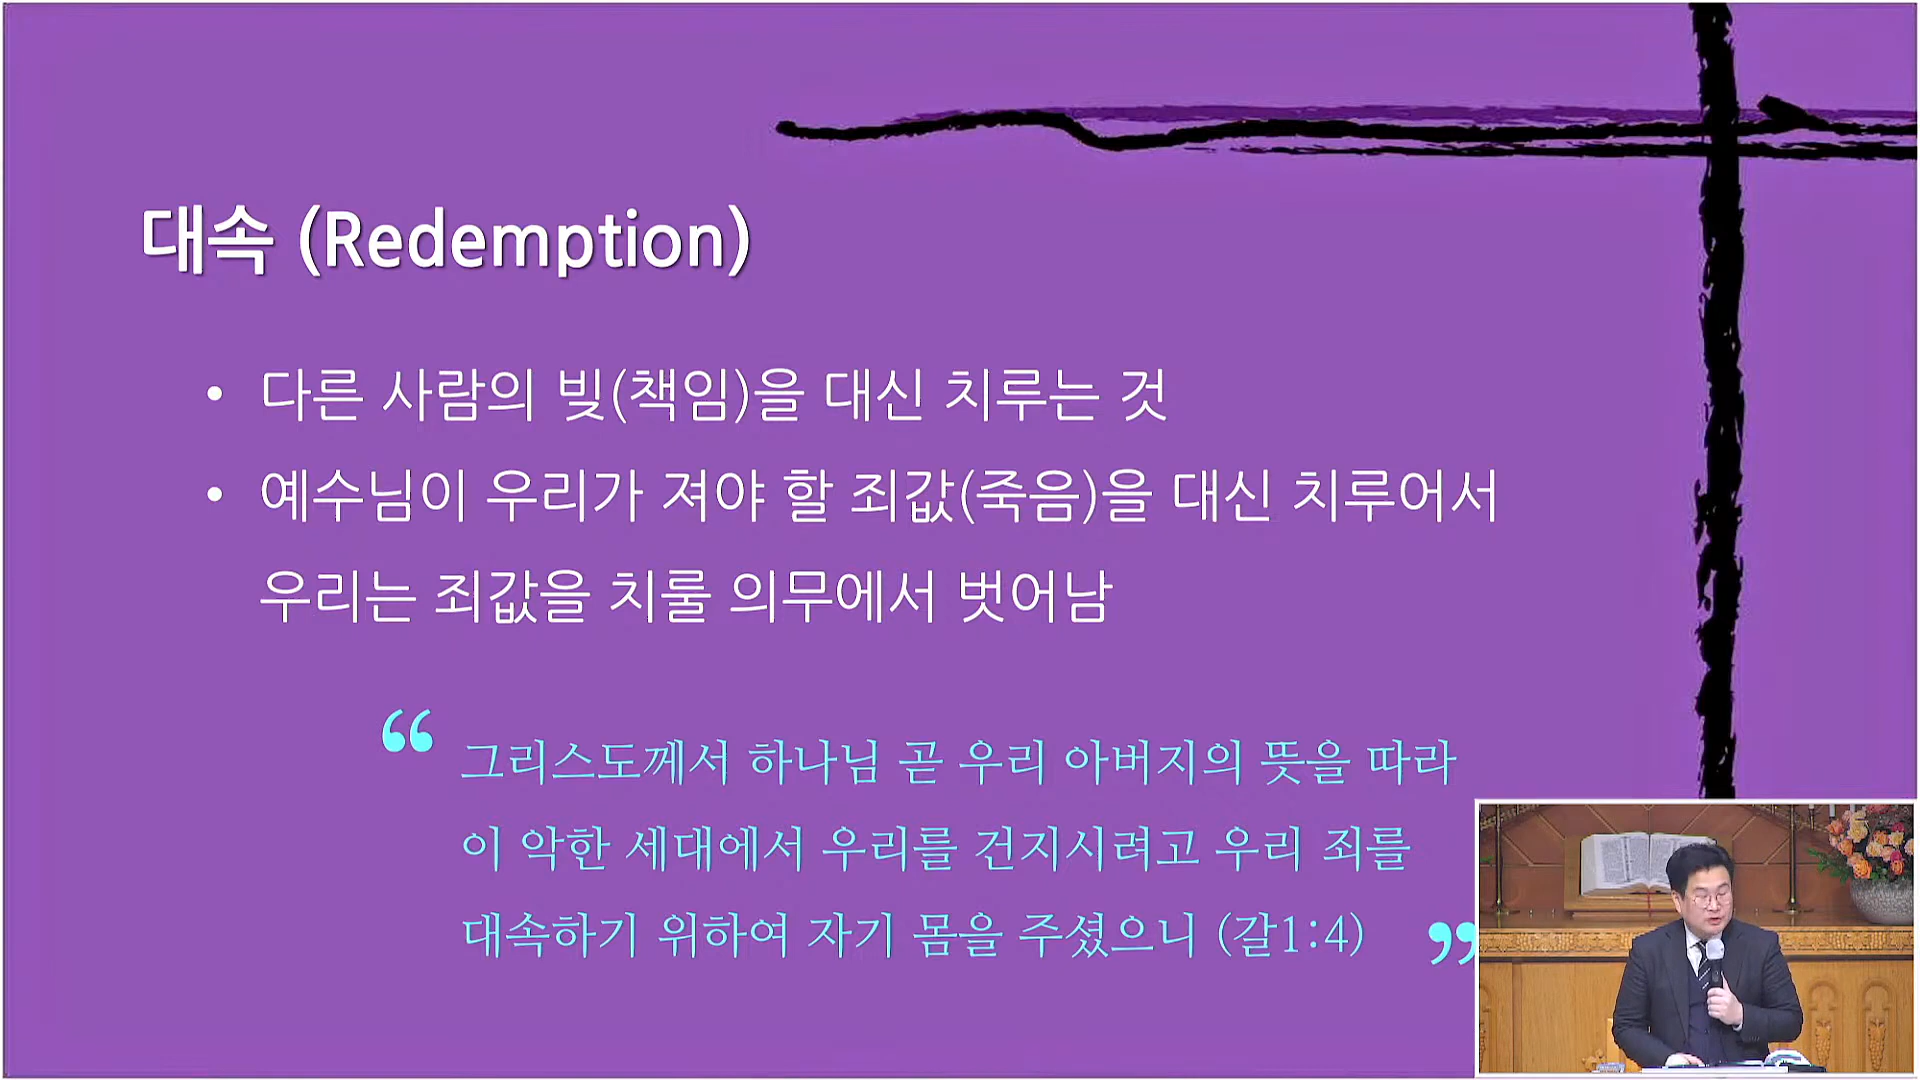 대속 (Redemption)
• 다른 사람의 빚(책임)을 대신 치루는 것
• 예수님이 우리가 져야 할 죄값(죽음)을 대신 치루어서
우리는 죄값을 치룰 의무에서 벗어남
“ 그리스도께서 하나님 곧 우리 아버지의 뜻을 따라
이 악한 세대에서 우리를 건지시려고 우리 죄를
대속하기 위하여 자기 몸을 주셨으니 (갈1:4) ”